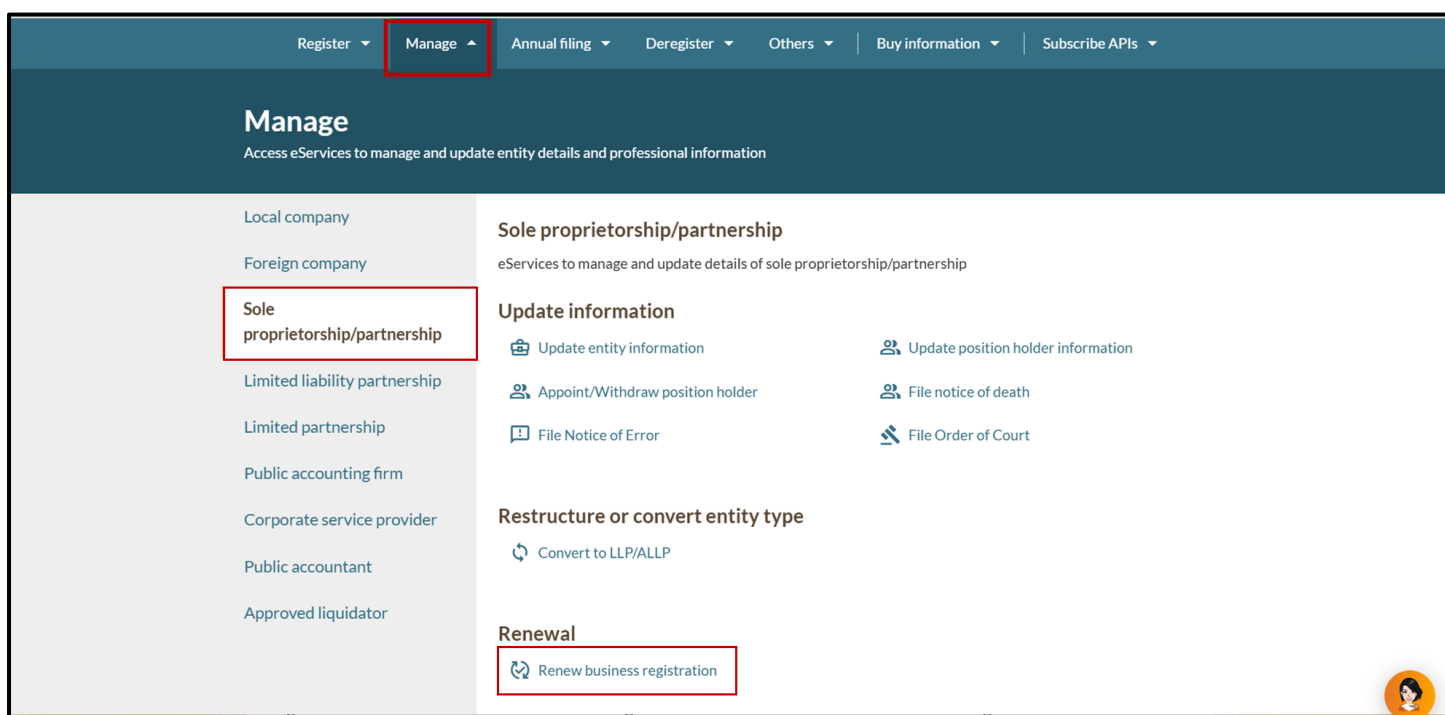 Register Manage Annual filing Deregister Others Buy information Subscribe APIs
Manage
Access eServices to manage and update entity details and professional information
Local company
Foreign company
Sole
proprietorship/partnership
Limited liability partnership
Limited partnership
Public accounting firm
Corporate service provider
Public accountant
Approved liquidator
Sole proprietorship/partnership
eServices to manage and update details of sole proprietorship/partnership
Update information
Update entity information
Update position holder information
Appoint/Withdraw position holder
File notice of death
File Notice of Error
File Order of Court
Restructure or convert entity type
Convert to LLP/ALLP
Renewal
Renew business registration